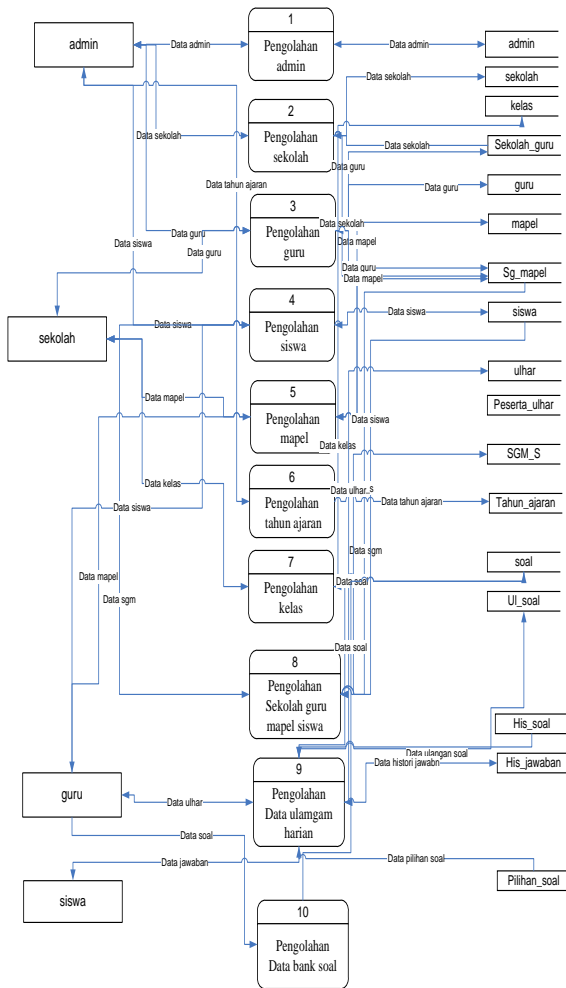 1
admin
Data admin
Pengolahan
admin
Data admin
admin
Data sekolah
sekolah
kelas
2
Pengolahan
sekolah
Data sekolah
Data sekolah
Sekolah_guru
Data guru
Data tahun ajaran
Data guru
guru
3
Pengolahan
guru
Data sekolah
mapel
Data guru
Data siswa
Data guru
Data mapel
Data guru
Data mapel
Sg_mapel
4
Pengolahan
siswa
Data siswa
Data siswa
siswa
sekolah
ulhar
5
Pengolahan
mapel
Data mapel
Data siswa
Peserta_ulhar
Data kelas
SGM_S
6
Pengolahan
tahun ajaran
Data kelas
Data ulhar
s
Data tahun ajaran
Tahun_ajaran
Data siswa
7
Pengolahan
kelas
Data sgm
soal
Data mapel
Data soal
Data sgm
Ul_soal
8
Pengolahan
Sekolah guru
mapel siswa
Data soal
His_soal
Data ulangan soal
9
Pengolahan
Data ulamgam
harian
Data histori jawabn
His_jawaban
guru
Data ulhar
Data soal
Data jawaban
Data pilihan soal
Pilihan_soal
siswa
10
Pengolahan
Data bank soal